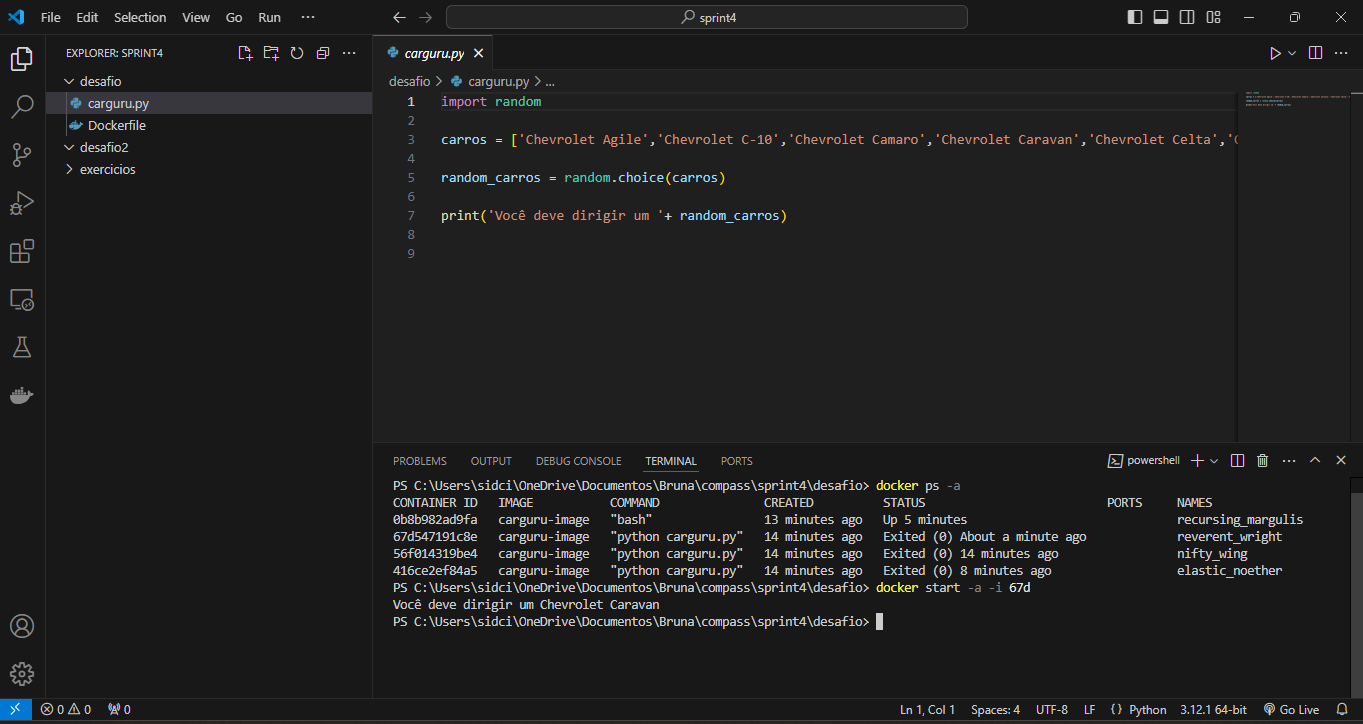 File Edit Selection View Go Run ···
sprint4
EXPLORER: SPRINT4
desafio
carguru.py
Dockerfile
desafio2
exercicios
carguru.py
desafio > carguru.py > ...
1 import random
2
3 carros = ['Chevrolet Agile','Chevrolet C-10','Chevrolet Camaro','Chevrolet Caravan','Chevrolet Celta','
4
5 random_carros = random.choice(carros)
6
7 print('Você deve dirigir um '+ random_carros)
8
9
PROBLEMS OUTPUT DEBUG CONSOLE TERMINAL PORTS
powershell
PS C:\Users\sidci\OneDrive\Documentos\Bruna\compass\sprint4\desafio> docker ps -a
CONTAINER ID IMAGE COMMAND CREATED STATUS PORTS NAMES
0b8b982ad9fa carguru-image "bash" 13 minutes ago Up 5 minutes recursing_margulis
67d547191c8e carguru-image "python carguru.py" 14 minutes ago Exited (0) About a minute ago reverent_wright
56f014319be4 carguru-image "python carguru.py" 14 minutes ago Exited (0) 14 minutes ago nifty_wing
416ce2ef84a5 carguru-image "python carguru.py" 14 minutes ago Exited (0) 8 minutes ago elastic_noether
PS C:\Users\sidci\OneDrive\Documentos\Bruna\compass\sprint4\desafio> docker start -a -i 67d
Você deve dirigir um Chevrolet Caravan
PS C:\Users\sidci\OneDrive\Documentos\Bruna\compass\sprint4\desafio>
0 0 0 Ln 1, Col 1 Spaces: 4 UTF-8 LF {} Python 3.12.1 64-bit Go Live